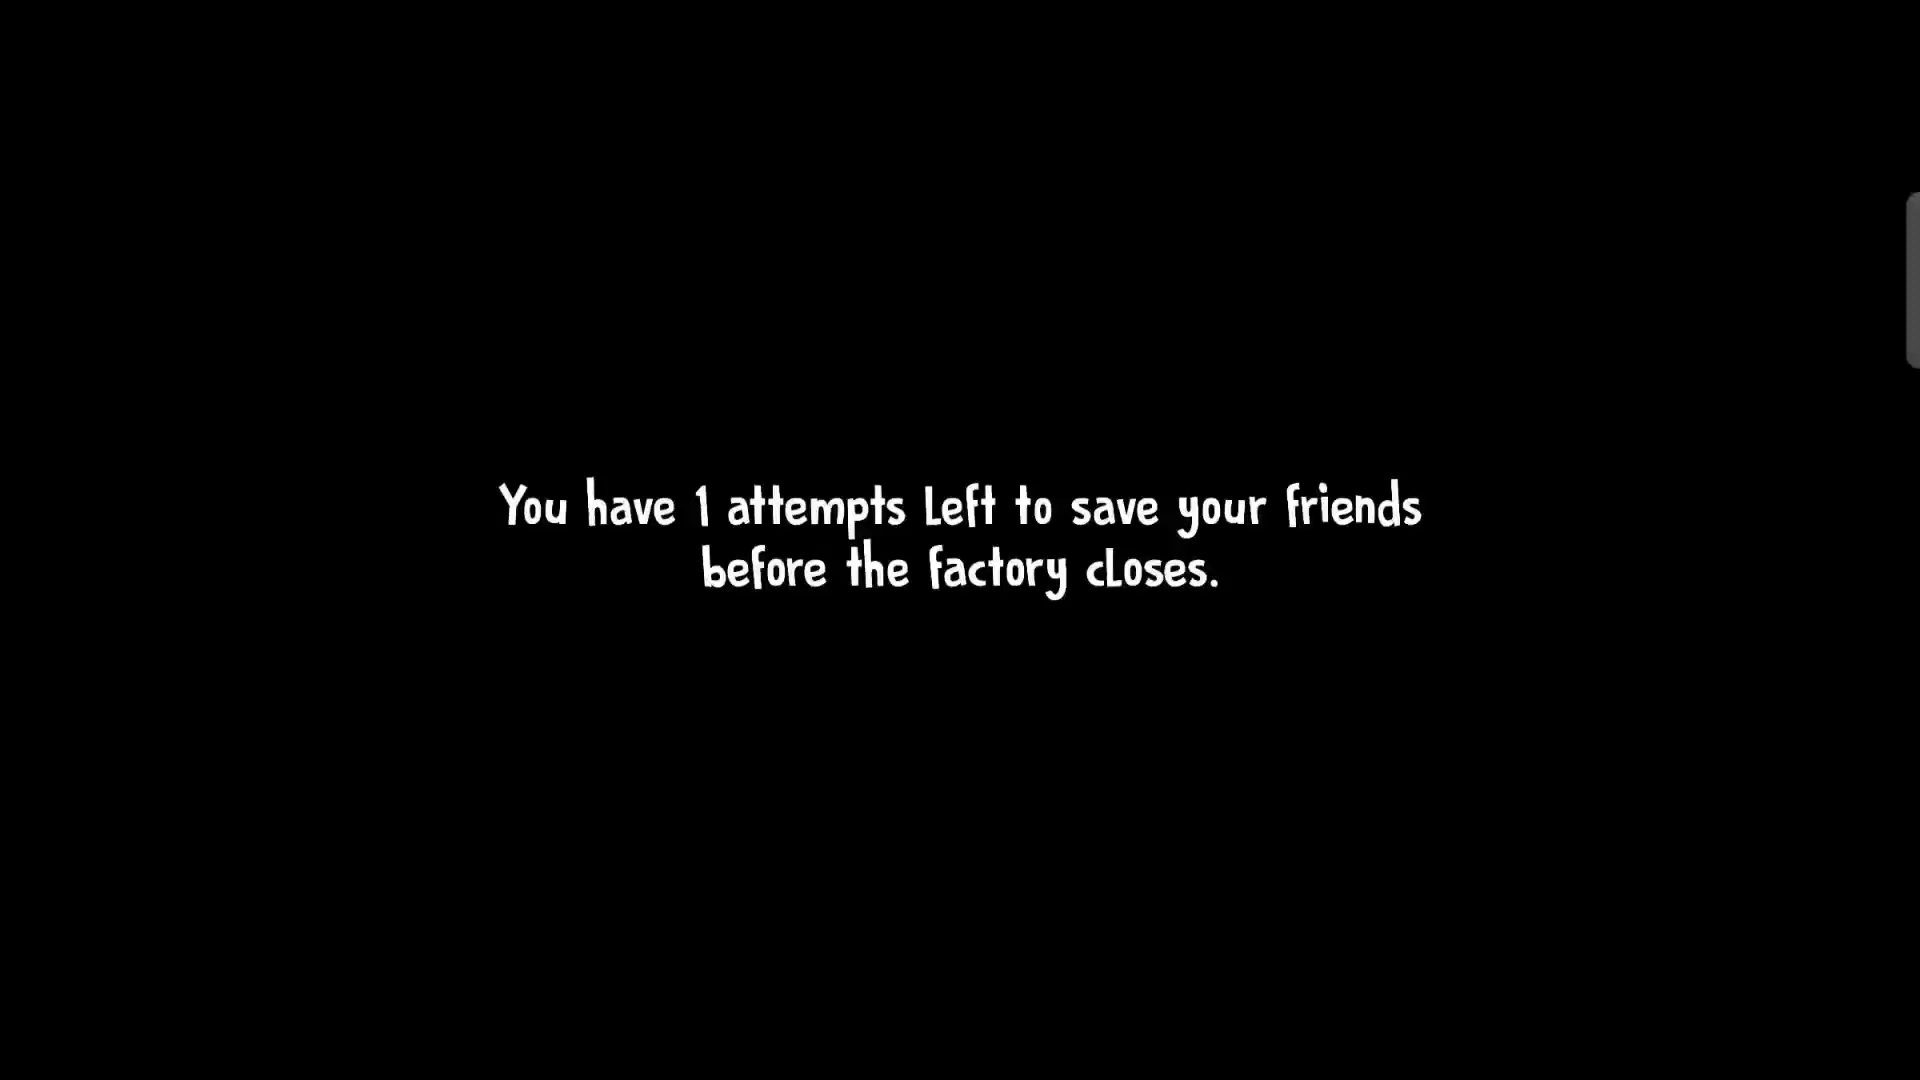 You have 1 attempts left to save your friends
before the factory closes.